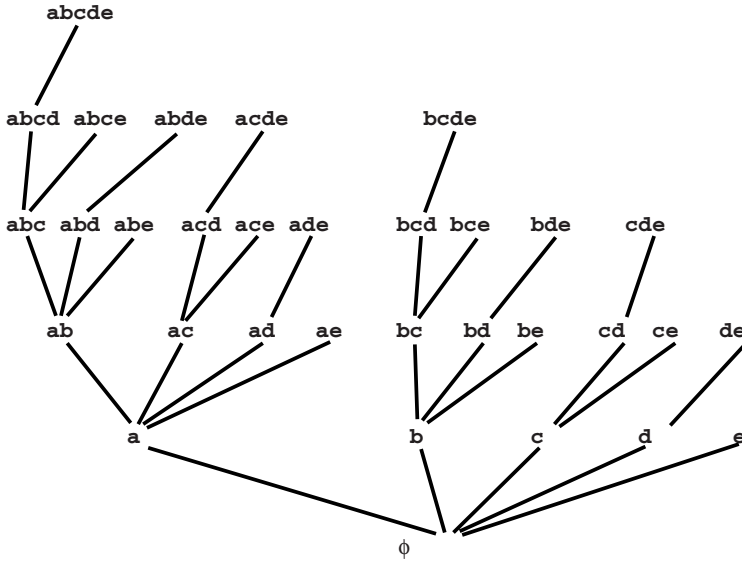 abcde
abcd abce abde acde bcde
abc abd abe acd ace ade bcd bce bde cde
ab ac ad ae bc bd be cd ce de
a b c d e
ϕ